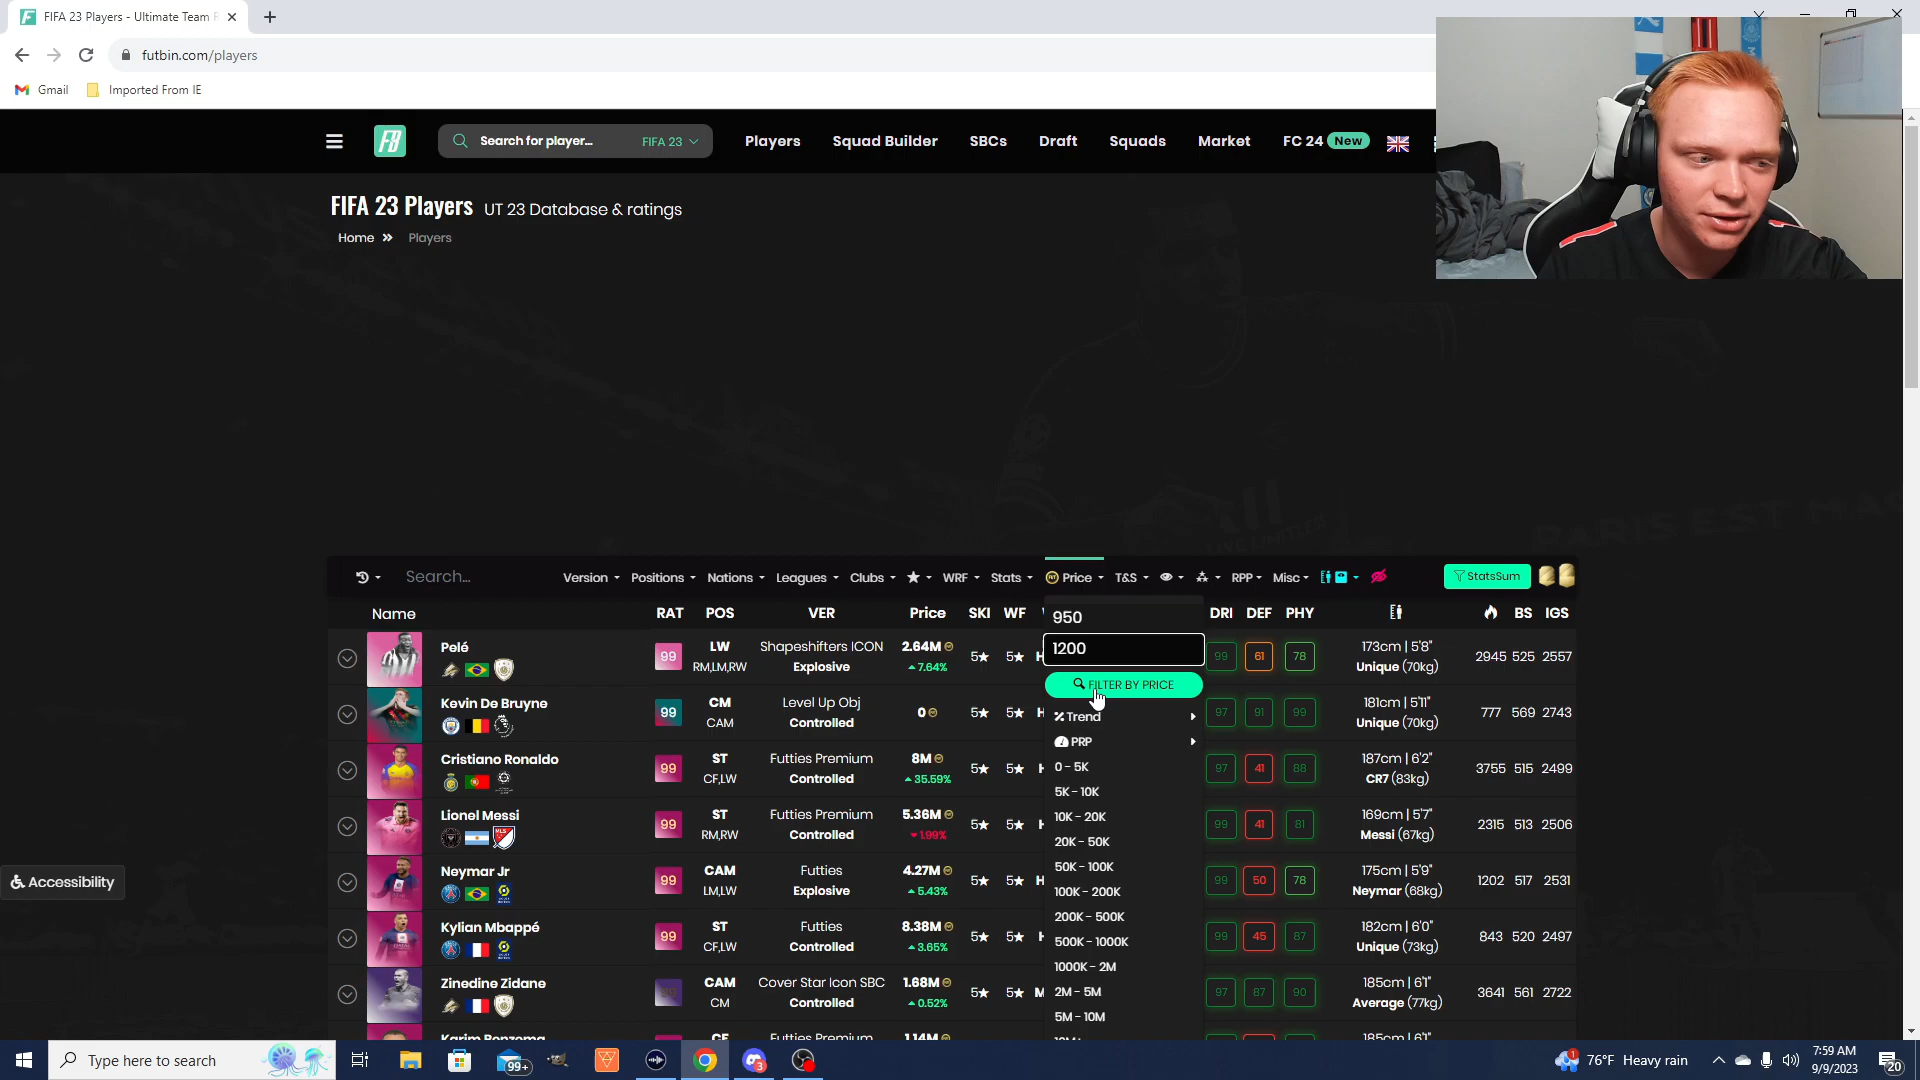 FIFA 23 Players - Ultimate Team F
futbin.com/players
Gmail Imported From IE
FB Search for player... FIFA 23 Players Squad Builder SBCs Draft Squads Market FC 24 New
FIFA 23 Players UT 23 Database & ratings
Home Players
Search... Version Positions Nations Leagues Clubs WRF Stats Price T&S RPP Misc StatsSum
Name RAT POS VER Price SKI WF DRI DEF PHY BS IGS
950
1200
FILTER BY PRICE
Trend
PRP
0 - 5K
5K - 10K
10K - 20K
20K - 50K
50K - 100K
100K - 200K
200K - 500K
500K - 1000K
1000K - 2M
2M - 5M
5M - 10M
Pelé 99 LW Shapeshifters ICON 2.64M 5★ 5★ 99 61 78 173cm | 5'8" 2945 525 2557
RM,LM,RW Explosive 7.64% Unique (70kg)
Kevin De Bruyne 99 CM Level Up Obj 0 5★ 5★ 97 91 99 181cm | 5'11" 777 569 2743
CAM Controlled Unique (70kg)
Cristiano Ronaldo 99 ST Futties Premium 8M 5★ 5★ 97 41 88 187cm | 6'2" 3755 515 2499
CF,LW Controlled 35.59% CR7 (83kg)
Lionel Messi 99 ST Futties Premium 5.36M 5★ 5★ 99 41 81 169cm | 5'7" 2315 513 2506
RM,RW Controlled 1.99% Messi (67kg)
Neymar Jr 99 CAM Futties 4.27M 5★ 5★ 99 50 78 175cm | 5'9" 1202 517 2531
LM,LW Explosive 5.43% Neymar (68kg)
Kylian Mbappé 99 ST Futties 8.38M 5★ 5★ 99 45 87 182cm | 6'0" 843 520 2497
CF,LW Controlled 3.65% Unique (73kg)
Zinedine Zidane CAM Cover Star Icon SBC 1.68M 5★ 5★ 97 87 90 185cm | 6'1" 3641 561 2722
CM Controlled 0.52% Average (77kg)
Karim Benzema CF Futties Premium 1.14M 185cm | 6'1"
Accessibility
Type here to search 99+ 3 1 76°F Heavy rain 7:59 AM
9/9/2023 20